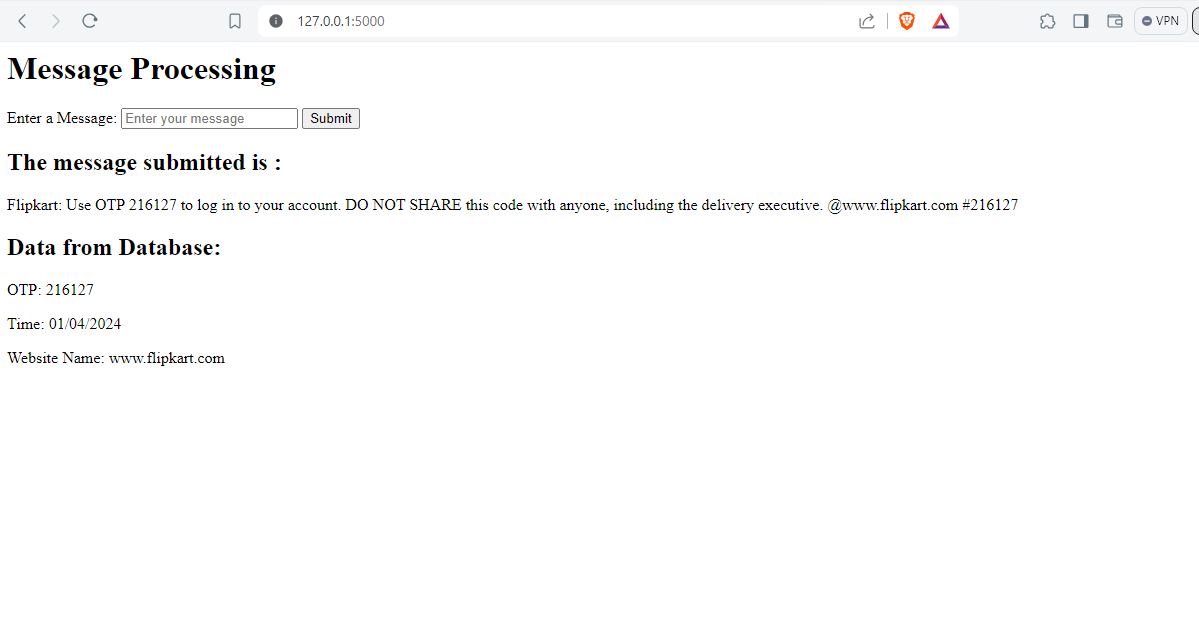 127.0.0.1:5000
VPN
Message Processing
Enter a Message: Enter your message Submit
The message submitted is :
Flipkart: Use OTP 216127 to log in to your account. DO NOT SHARE this code with anyone, including the delivery executive. @www.flipkart.com #216127
Data from Database:
OTP: 216127
Time: 01/04/2024
Website Name: www.flipkart.com